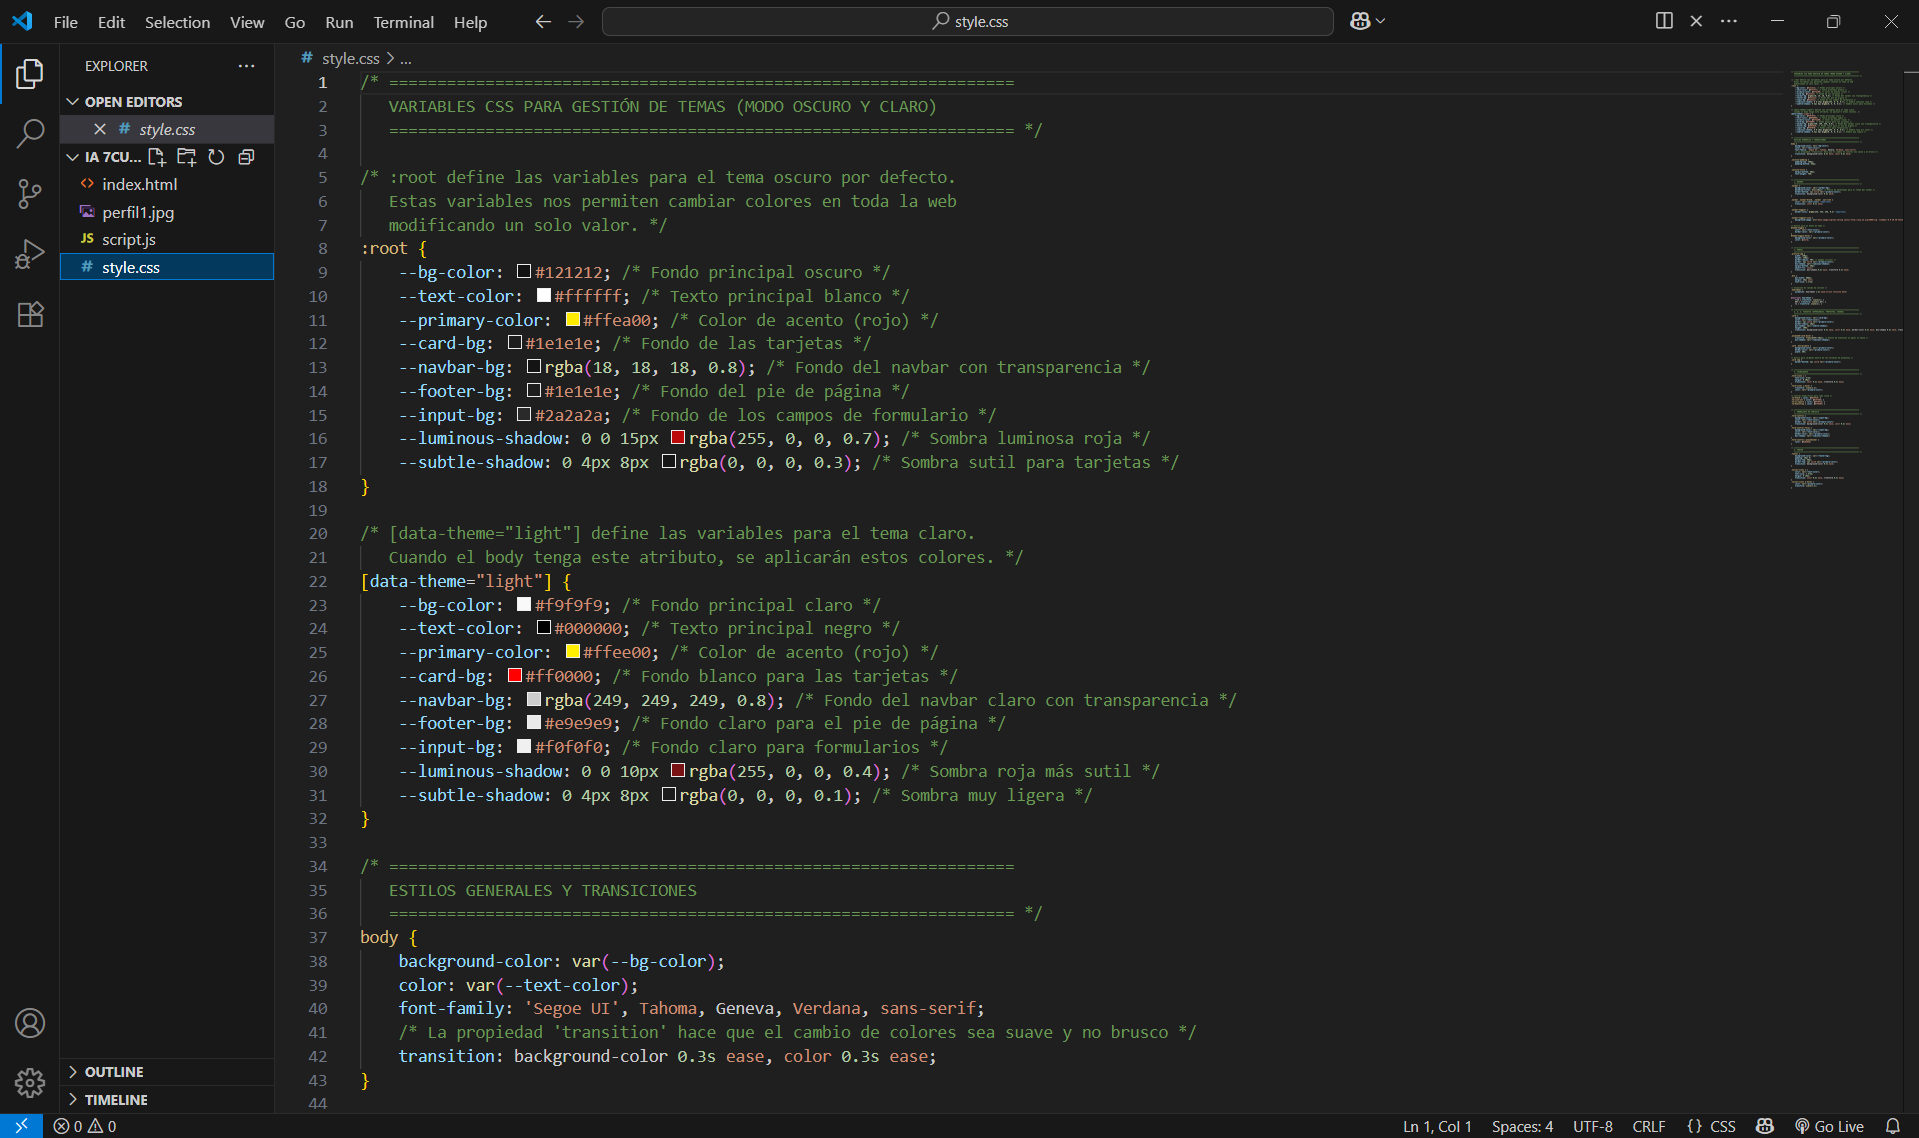 File Edit Selection View Go Run Terminal Help
style.css
EXPLORER
OPEN EDITORS
# style.css
IA 7CU...
index.html
perfil1.jpg
JS script.js
# style.css
OUTLINE
TIMELINE
# style.css > ...
1 /* =================================================================
2 VARIABLES CSS PARA GESTIÓN DE TEMAS (MODO OSCURO Y CLARO)
3 ================================================================= */
4
5 /* :root define las variables para el tema oscuro por defecto.
6 Estas variables nos permiten cambiar colores en toda la web
7 modificando un solo valor. */
8 :root {
9 --bg-color: #121212; /* Fondo principal oscuro */
10 --text-color: #ffffff; /* Texto principal blanco */
11 --primary-color: #ffea00; /* Color de acento (rojo) */
12 --card-bg: #1e1e1e; /* Fondo de las tarjetas */
13 --navbar-bg: rgba(18, 18, 18, 0.8); /* Fondo del navbar con transparencia */
14 --footer-bg: #1e1e1e; /* Fondo del pie de página */
15 --input-bg: #2a2a2a; /* Fondo de los campos de formulario */
16 --luminous-shadow: 0 0 15px rgba(255, 0, 0, 0.7); /* Sombra luminosa roja */
17 --subtle-shadow: 0 4px 8px rgba(0, 0, 0, 0.3); /* Sombra sutil para tarjetas */
18 }
19
20 /* [data-theme="light"] define las variables para el tema claro.
21 Cuando el body tenga este atributo, se aplicarán estos colores. */
22 [data-theme="light"] {
23 --bg-color: #f9f9f9; /* Fondo principal claro */
24 --text-color: #000000; /* Texto principal negro */
25 --primary-color: #ffee00; /* Color de acento (rojo) */
26 --card-bg: #ff0000; /* Fondo blanco para las tarjetas */
27 --navbar-bg: rgba(249, 249, 249, 0.8); /* Fondo del navbar claro con transparencia */
28 --footer-bg: #e9e9e9; /* Fondo claro para el pie de página */
29 --input-bg: #f0f0f0; /* Fondo claro para formularios */
30 --luminous-shadow: 0 0 10px rgba(255, 0, 0, 0.4); /* Sombra roja más sutil */
31 --subtle-shadow: 0 4px 8px rgba(0, 0, 0, 0.1); /* Sombra muy ligera */
32 }
33
34 /* =================================================================
35 ESTILOS GENERALES Y TRANSICIONES
36 ================================================================= */
37 body {
38 background-color: var(--bg-color);
39 color: var(--text-color);
40 font-family: 'Segoe UI', Tahoma, Geneva, Verdana, sans-serif;
41 /* La propiedad 'transition' hace que el cambio de colores sea suave y no brusco */
42 transition: background-color 0.3s ease, color 0.3s ease;
43 }
44
0 0
Ln 1, Col 1 Spaces: 4 UTF-8 CRLF {} CSS Go Live